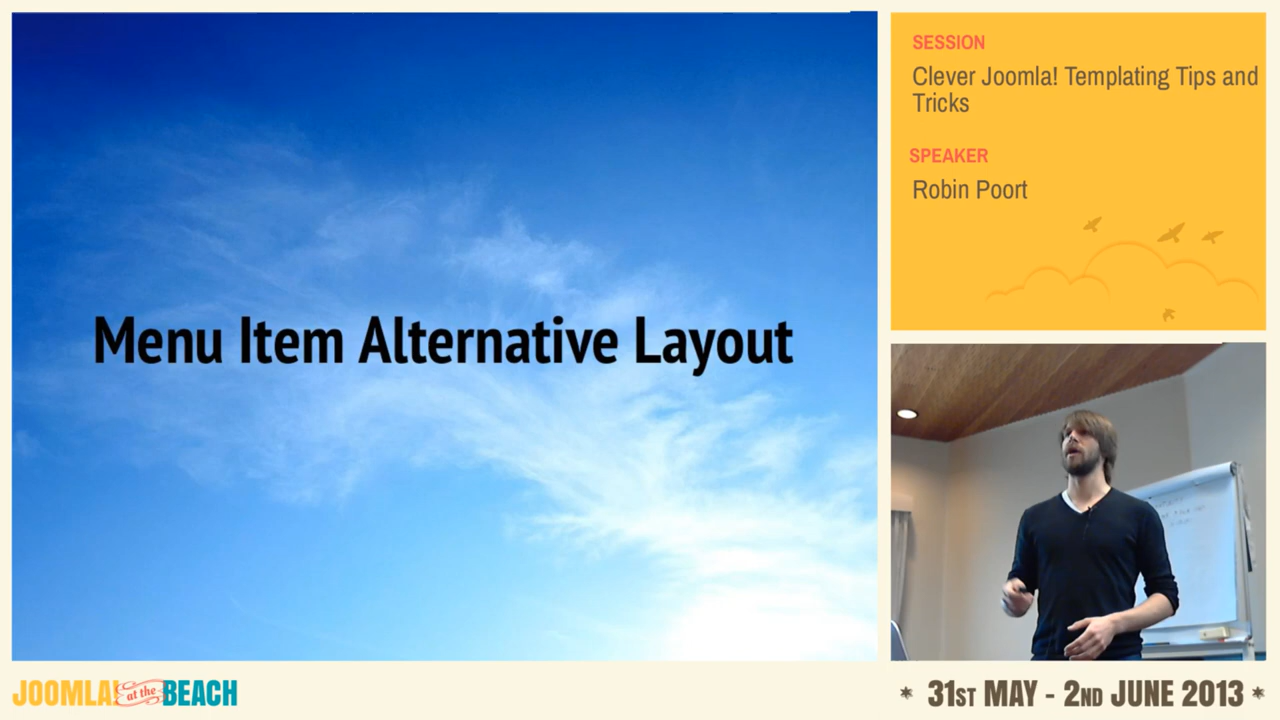 Menu Item Alternative Layout
SESSION
Clever Joomla! Templating Tips and
Tricks
SPEAKER
Robin Poort
JOOMLA! at the BEACH
* 31ST MAY - 2ND JUNE 2013 *